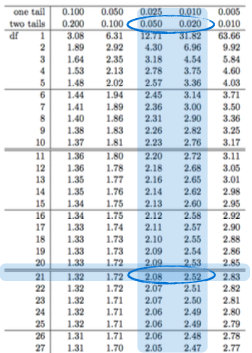 one tail 0.100 0.050 0.025 0.010 0.005
two tails 0.200 0.100 0.050 0.020 0.010
df 1 3.08 6.31 12.71 31.82 63.66
2 1.89 2.92 4.30 6.96 9.92
3 1.64 2.35 3.18 4.54 5.84
4 1.53 2.13 2.78 3.75 4.60
5 1.48 2.02 2.57 3.36 4.03
6 1.44 1.94 2.45 3.14 3.71
7 1.41 1.89 2.36 3.00 3.50
8 1.40 1.86 2.31 2.90 3.36
9 1.38 1.83 2.26 2.82 3.25
10 1.37 1.81 2.23 2.76 3.17
11 1.36 1.80 2.20 2.72 3.11
12 1.36 1.78 2.18 2.68 3.05
13 1.35 1.77 2.16 2.65 3.01
14 1.35 1.76 2.14 2.62 2.98
15 1.34 1.75 2.13 2.60 2.95
16 1.34 1.75 2.12 2.58 2.92
17 1.33 1.74 2.11 2.57 2.90
18 1.33 1.73 2.10 2.55 2.88
19 1.33 1.73 2.09 2.54 2.86
20 1.33 1.72 2.09 2.53 2.85
21 1.32 1.72 2.08 2.52 2.83
22 1.32 1.72 2.07 2.51 2.82
23 1.32 1.71 2.07 2.50 2.81
24 1.32 1.71 2.06 2.49 2.80
25 1.32 1.71 2.06 2.49 2.79
26 1.31 1.71 2.06 2.48 2.78
27 1.31 1.70 2.05 2.47 2.77